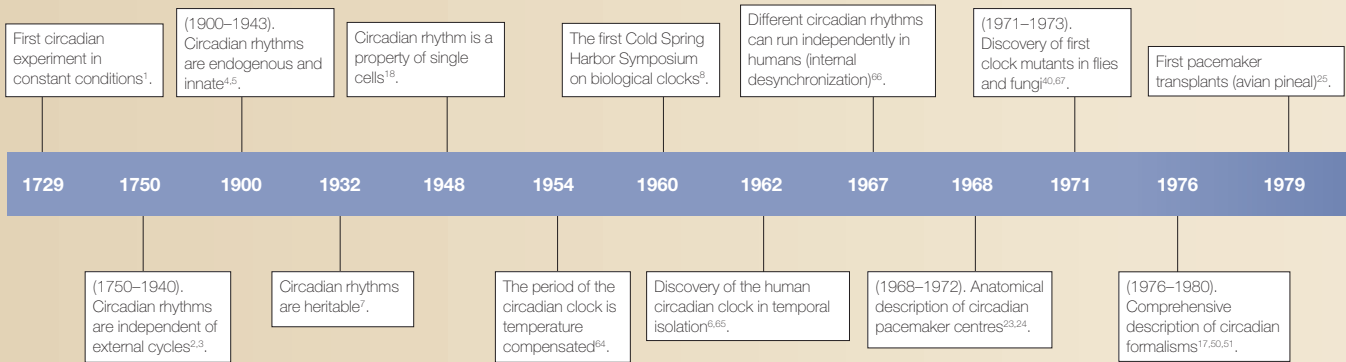 First circadian
experiment in
constant conditions¹.
(1900–1943).
Circadian rhythms
are endogenous and
innate⁴,⁵.
Circadian rhythm is a
property of single
cells¹⁸.
The first Cold Spring
Harbor Symposium
on biological clocks⁸.
Different circadian rhythms
can run independently in
humans (internal
desynchronization)⁶⁶.
(1971–1973).
Discovery of first
clock mutants in flies
and fungi⁴⁰,⁶⁷.
First pacemaker
transplants (avian pineal)²⁵.
1729 1750 1900 1932 1948 1954 1960 1962 1967 1968 1971 1976 1979
(1750–1940).
Circadian rhythms
are independent of
external cycles²,³.
Circadian rhythms
are heritable⁷.
The period of the
circadian clock is
temperature
compensated⁶⁴.
Discovery of the human
circadian clock in temporal
isolation⁶,⁶⁵.
(1968–1972). Anatomical
description of circadian
pacemaker centres²³,²⁴.
(1976–1980).
Comprehensive
description of circadian
formalisms¹⁷,⁵⁰,⁵¹.